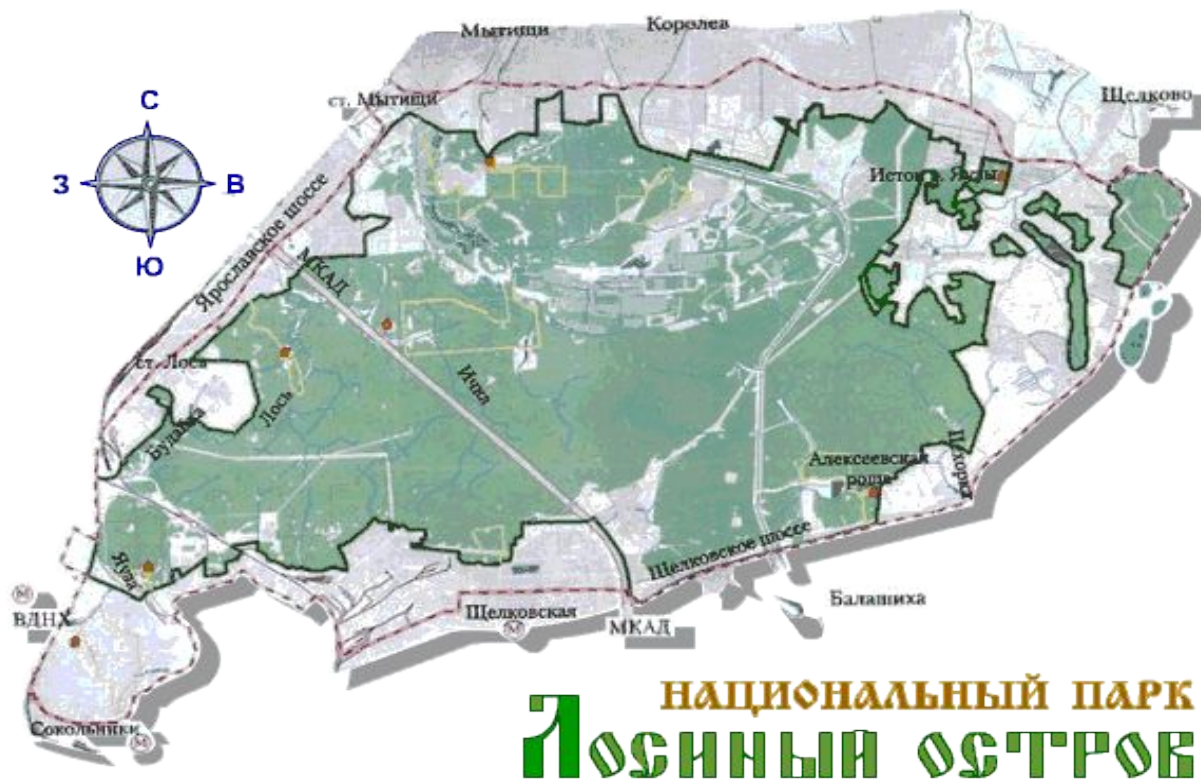 Мытищи
Королев
ст. Мытищи
Щелково
С
З
В
Ю
Исток р. Яузы
Ярославское шоссе
МКАД
ст. Лось
Ичка
Лось
Будайка
Пехорка
Алексеевская
роща
Яуза
Щелковское шоссе
М
ВДНХ
Щелковская
М
МКАД
Балашиха
Сокольники
М
НАЦИОНАЛЬНЫЙ ПАРК
ЛОСИНЫЙ ОСТРОВ